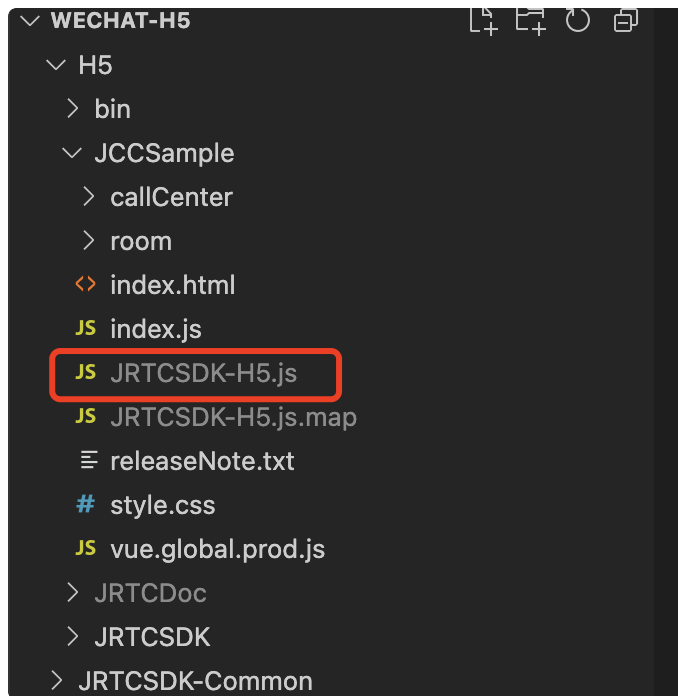 WECHAT-H5
H5
bin
JCCSample
callCenter
room
<> index.html
JS index.js
JS JRTCSDK-H5.js
JS JRTCSDK-H5.js.map
releaseNote.txt
# style.css
JS vue.global.prod.js
JRTCDoc
JRTCSDK
JRTCSDK-Common